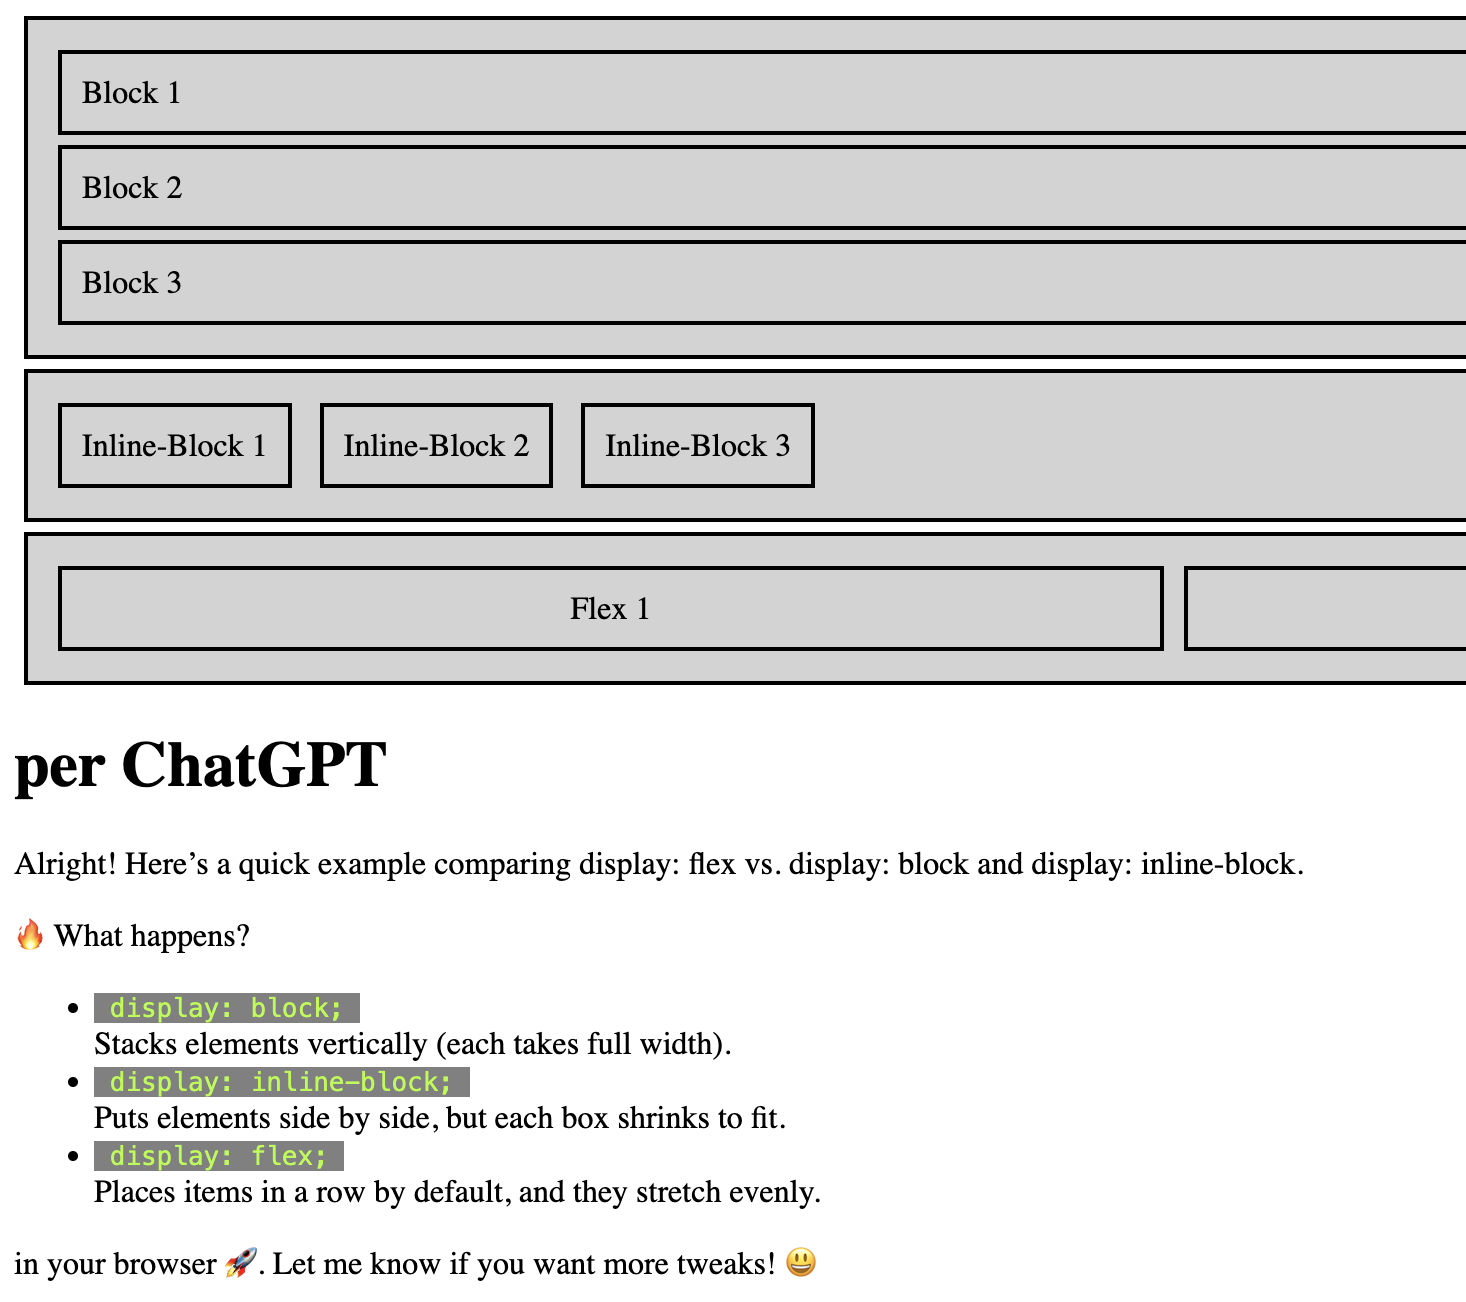 Block 1
Block 2
Block 3
Inline-Block 1 Inline-Block 2 Inline-Block 3
Flex 1
per ChatGPT
Alright! Here’s a quick example comparing display: flex vs. display: block and display: inline-block.
🔥 What happens?
• display: block;
Stacks elements vertically (each takes full width).
• display: inline-block;
Puts elements side by side, but each box shrinks to fit.
• display: flex;
Places items in a row by default, and they stretch evenly.
in your browser 🚀. Let me know if you want more tweaks! 😃